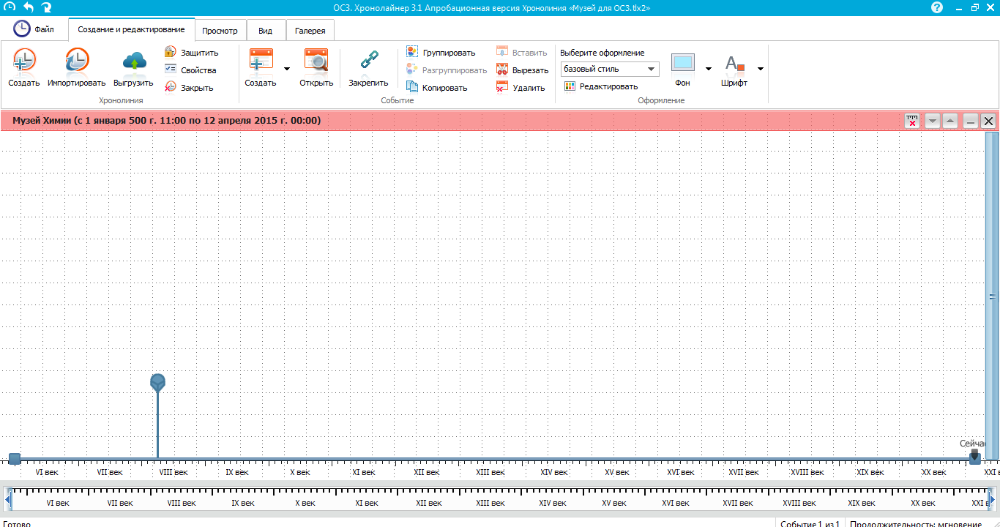 ОС3. Хронолайнер 3.1 Апробационная версия Хронолиния «Музей для ОС3.tlx2»
Файл
Создание и редактирование
Просмотр
Вид
Галерея
Создать
Импортировать
Выгрузить
Защитить
Свойства
Закрыть
Хронолиния
Создать
Открыть
Закрепить
Группировать
Разгруппировать
Копировать
Вставить
Вырезать
Удалить
Событие
Выберите оформление
базовый стиль
Редактировать
Фон
Шрифт
Оформление
Музей Химии (с 1 января 500 г. 11:00 по 12 апреля 2015 г. 00:00)
Сейчас
VI век VII век VIII век IX век X век XI век XII век XIII век XIV век XV век XVI век XVII век XVIII век XIX век XX век XXI в
VI век VII век VIII век IX век X век XI век XII век XIII век XIV век XV век XVI век XVII век XVIII век XIX век XX век XXI в
Готово
Событие 1 из 1
Продолжительность: мгновение